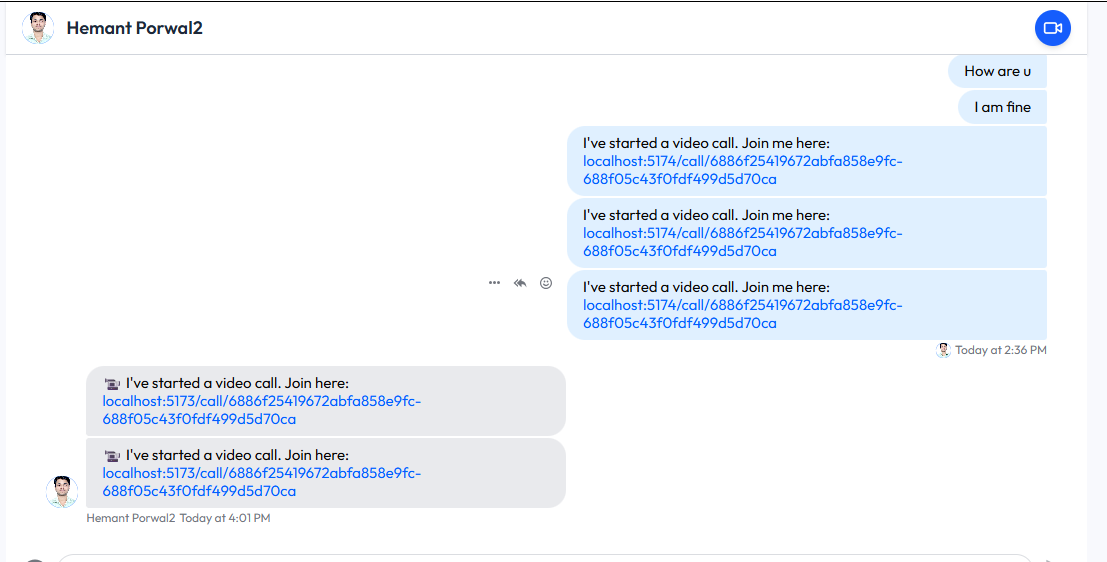 Hemant Porwal2
How are u
I am fine
I've started a video call. Join me here:
localhost:5174/call/6886f25419672abfa858e9fc-
688f05c43f0fdf499d5d70ca
I've started a video call. Join me here:
localhost:5174/call/6886f25419672abfa858e9fc-
688f05c43f0fdf499d5d70ca
I've started a video call. Join me here:
localhost:5174/call/6886f25419672abfa858e9fc-
688f05c43f0fdf499d5d70ca
Today at 2:36 PM
I've started a video call. Join here:
localhost:5173/call/6886f25419672abfa858e9fc-
688f05c43f0fdf499d5d70ca
I've started a video call. Join here:
localhost:5173/call/6886f25419672abfa858e9fc-
688f05c43f0fdf499d5d70ca
Hemant Porwal2 Today at 4:01 PM